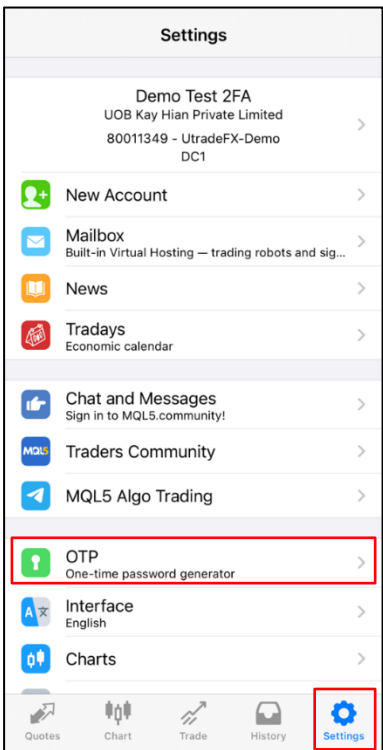 Settings
Demo Test 2FA
UOB Kay Hian Private Limited
80011349 - UtradeFX-Demo
DC1
New Account
Mailbox
Built-in Virtual Hosting — trading robots and sig...
News
Tradays
Economic calendar
Chat and Messages
Sign in to MQL5.community!
MQL5
Traders Community
MQL5 Algo Trading
OTP
One-time password generator
Interface
English
Charts
Quotes
Chart
Trade
History
Settings